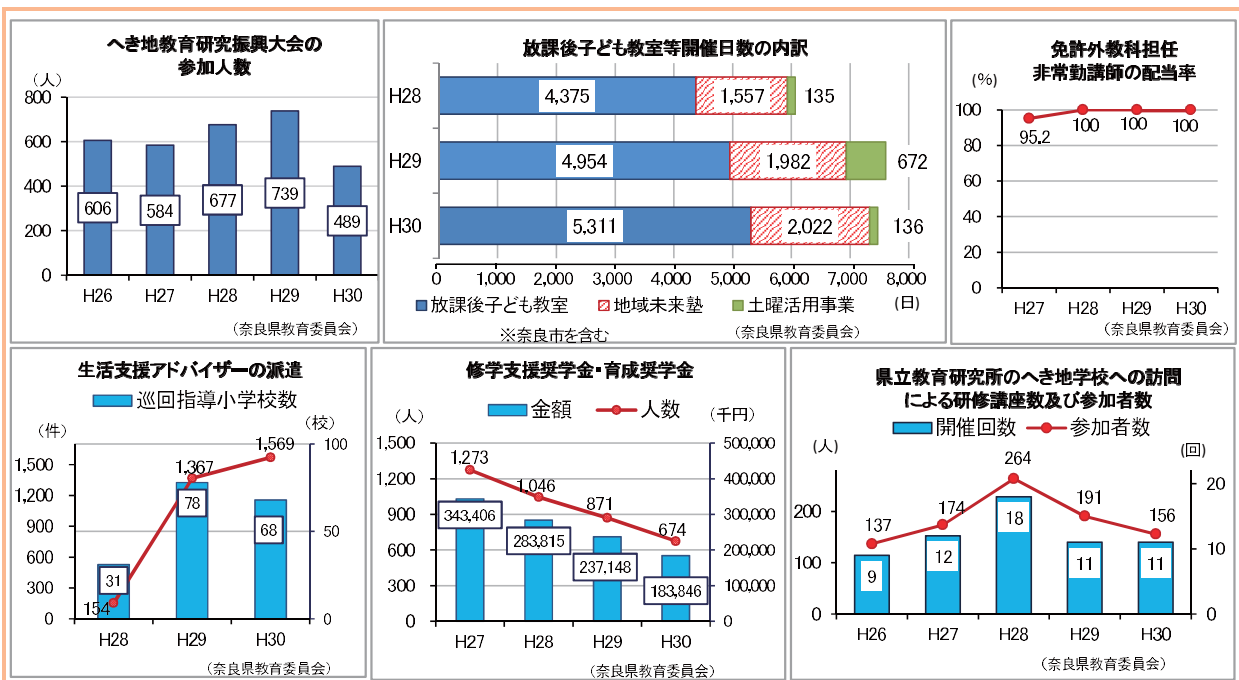 へき地教育研究振興大会の
参加人数
(人)
800
600
400
200
0
606
584
677
739
489
H26
H27
H28
H29
H30
(奈良県教育委員会)
放課後子ども教室等開催日数の内訳
H28
4,375
1,557
135
H29
4,954
1,982
672
H30
5,311
2,022
136
0
1,000
2,000
3,000
4,000
5,000
6,000
7,000
8,000
放課後子ども教室
地域未来塾
土曜活用事業
(日)
※奈良市を含む
(奈良県教育委員会)
免許外教科担任
非常勤講師の配当率
(%)
100
80
60
40
20
0
95.2
100
100
100
H27
H28
H29
H30
(奈良県教育委員会)
生活支援アドバイザーの派遣
巡回指導小学校数
(件)
(校)
1,500
1,200
900
600
300
0
100
50
0
154
1,367
1,569
31
78
68
H28
H29
H30
(奈良県教育委員会)
修学支援奨学金・育成奨学金
(人)
金額
人数
(千円)
1,500
1,200
900
600
300
0
500,000
400,000
300,000
200,000
100,000
0
1,273
1,046
871
674
343,406
283,815
237,148
183,846
H27
H28
H29
H30
(奈良県教育委員会)
県立教育研究所のへき地学校への訪問
による研修講座数及び参加者数
(人)
開催回数
参加者数
(回)
200
100
0
20
10
0
137
174
264
191
156
9
12
18
11
11
H26
H27
H28
H29
H30
(奈良県教育委員会)